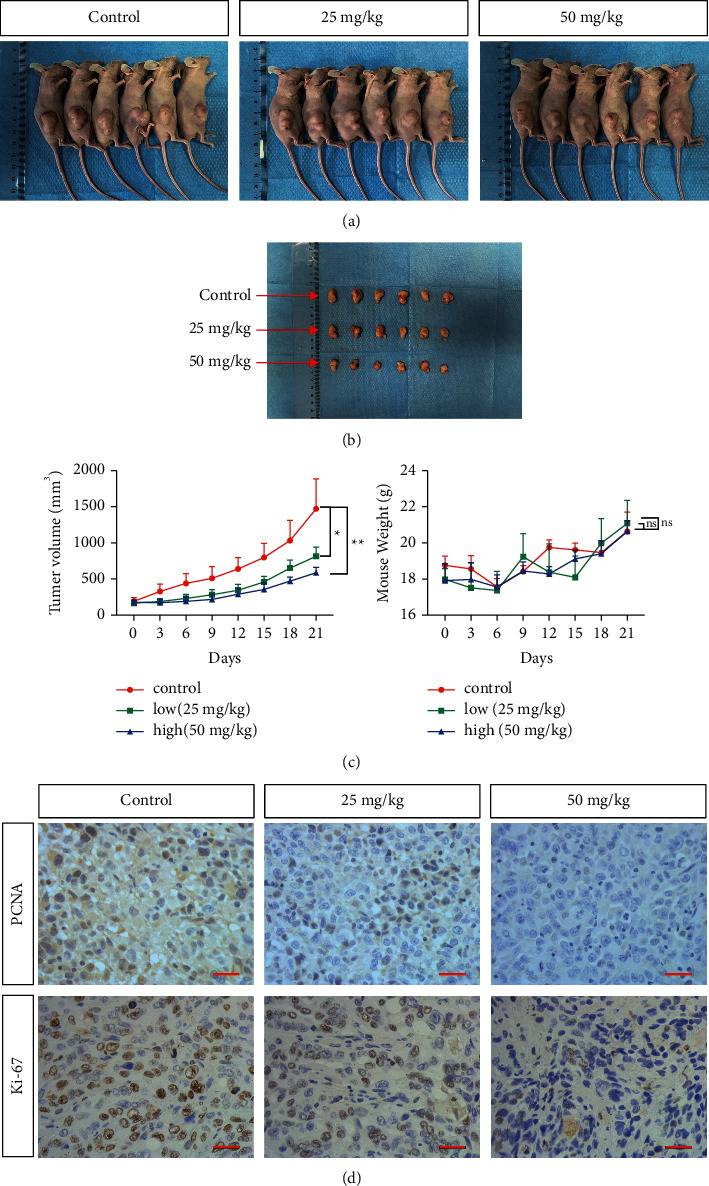 Control 25 mg/kg 50 mg/kg
(a)
Control
25 mg/kg
50 mg/kg
(b)
Tumer volume (mm³)
2000
1500
1000
500
0
0 3 6 9 12 15 18 21
Days
*
**
control
low(25 mg/kg)
high(50 mg/kg)
Mouse Weight (g)
24
22
20
18
16
0 3 6 9 12 15 18 21
Days
ns
ns
control
low (25 mg/kg)
high (50 mg/kg)
(c)
Control 25 mg/kg 50 mg/kg
PCNA
Ki-67
(d)